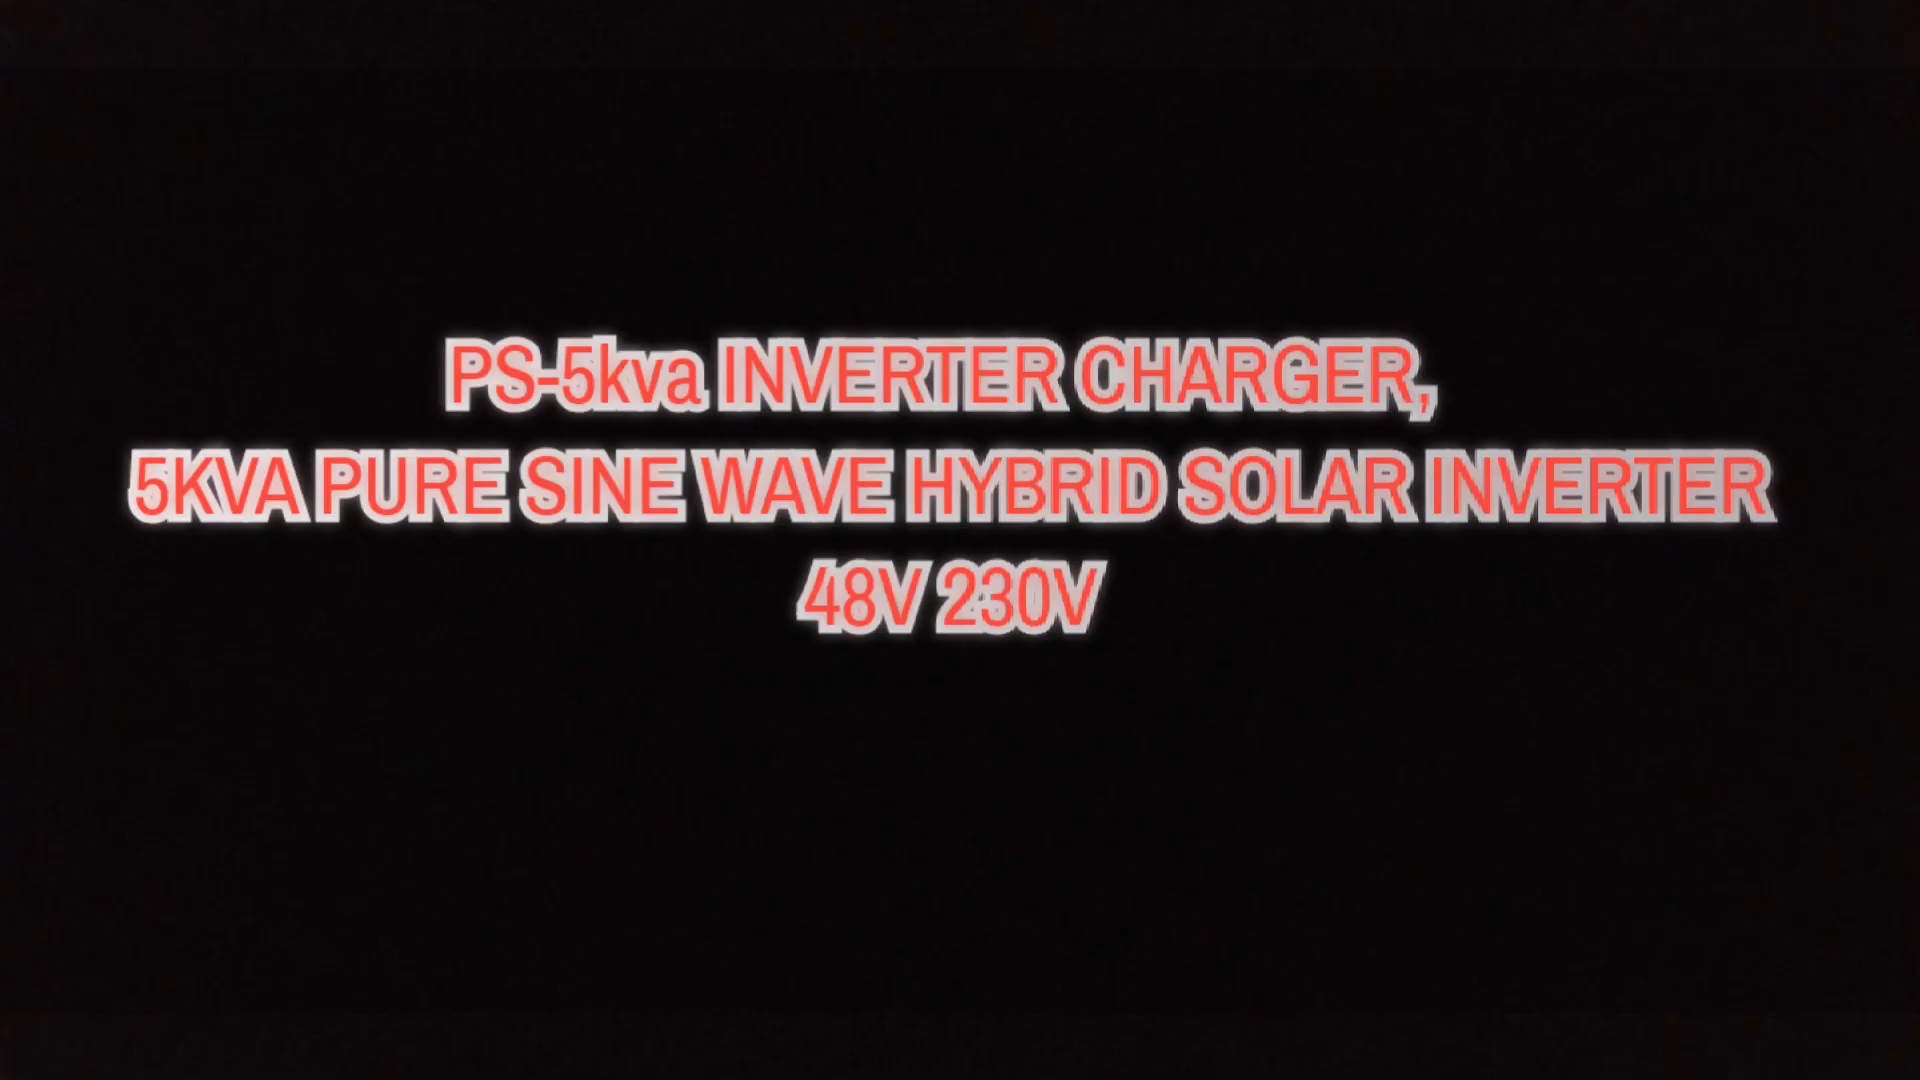 PS-5kva INVERTER CHARGER,
5KVA PURE SINE WAVE HYBRID SOLAR INVERTER
48V 230V